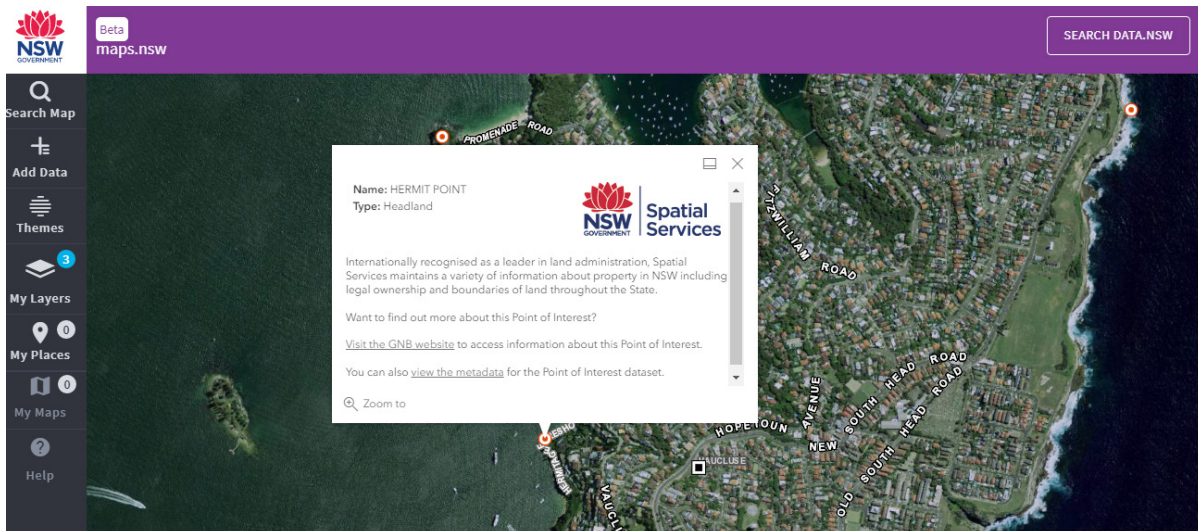 NSW
GOVERNMENT
Beta
maps.nsw
SEARCH DATA.NSW
Search Map
Add Data
Themes
3
My Layers
0
My Places
0
My Maps
Help
PROMENADE ROAD
Name: HERMIT POINT
Type: Headland
NSW
GOVERNMENT
Spatial
Services
Internationally recognised as a leader in land administration, Spatial
Services maintains a variety of information about property in NSW including
legal ownership and boundaries of land throughout the State.
Want to find out more about this Point of Interest?
Visit the GNB website to access information about this Point of Interest.
You can also view the metadata for the Point of Interest dataset.
Zoom to
FITZWILLIAM ROAD
HOPETOUN AVENUE
NEW SOUTH HEAD ROAD
OLD SOUTH HEAD ROAD
VAUCLUSE